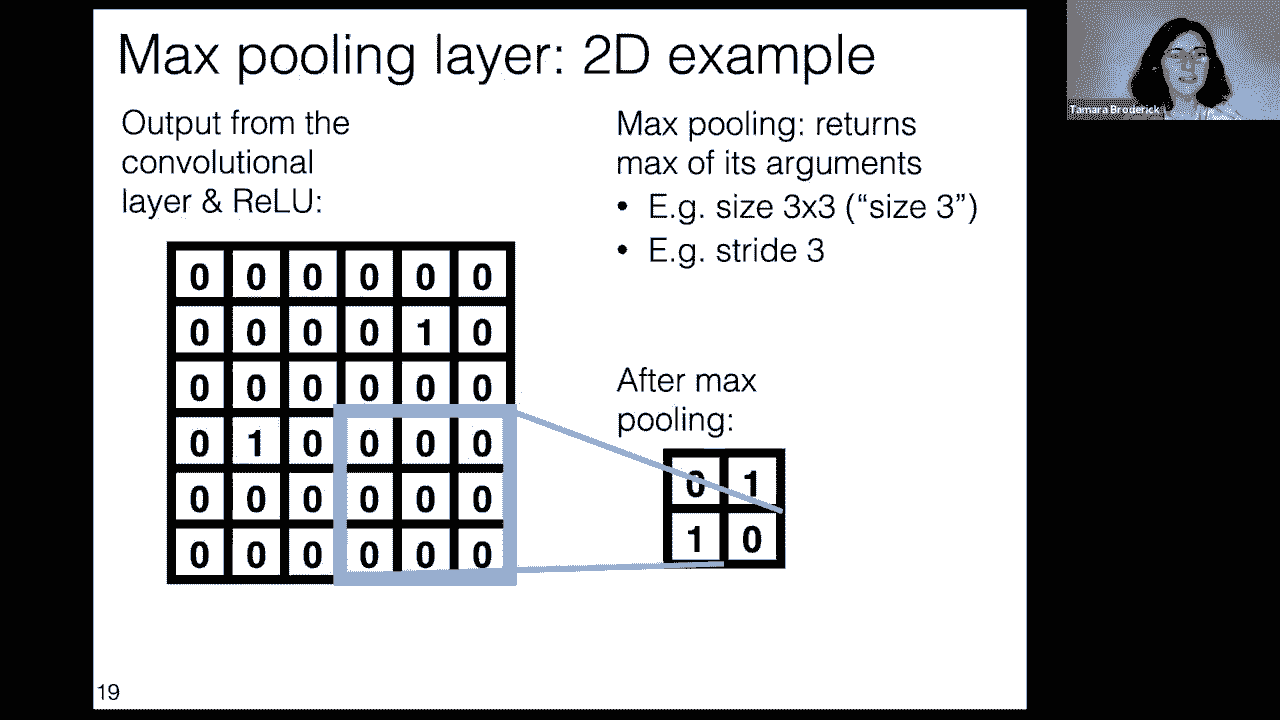 Max pooling layer: 2D example
Output from the
convolutional
layer & ReLU:
0 0 0 0 0 0
0 0 0 0 1 0
0 0 0 0 0 0
0 1 0 0 0 0
0 0 0 0 0 0
0 0 0 0 0 0
Max pooling: returns
max of its arguments
• E.g. size 3x3 (“size 3”)
• E.g. stride 3
After max
pooling:
0 1
1 0
19
Tamara Broderick